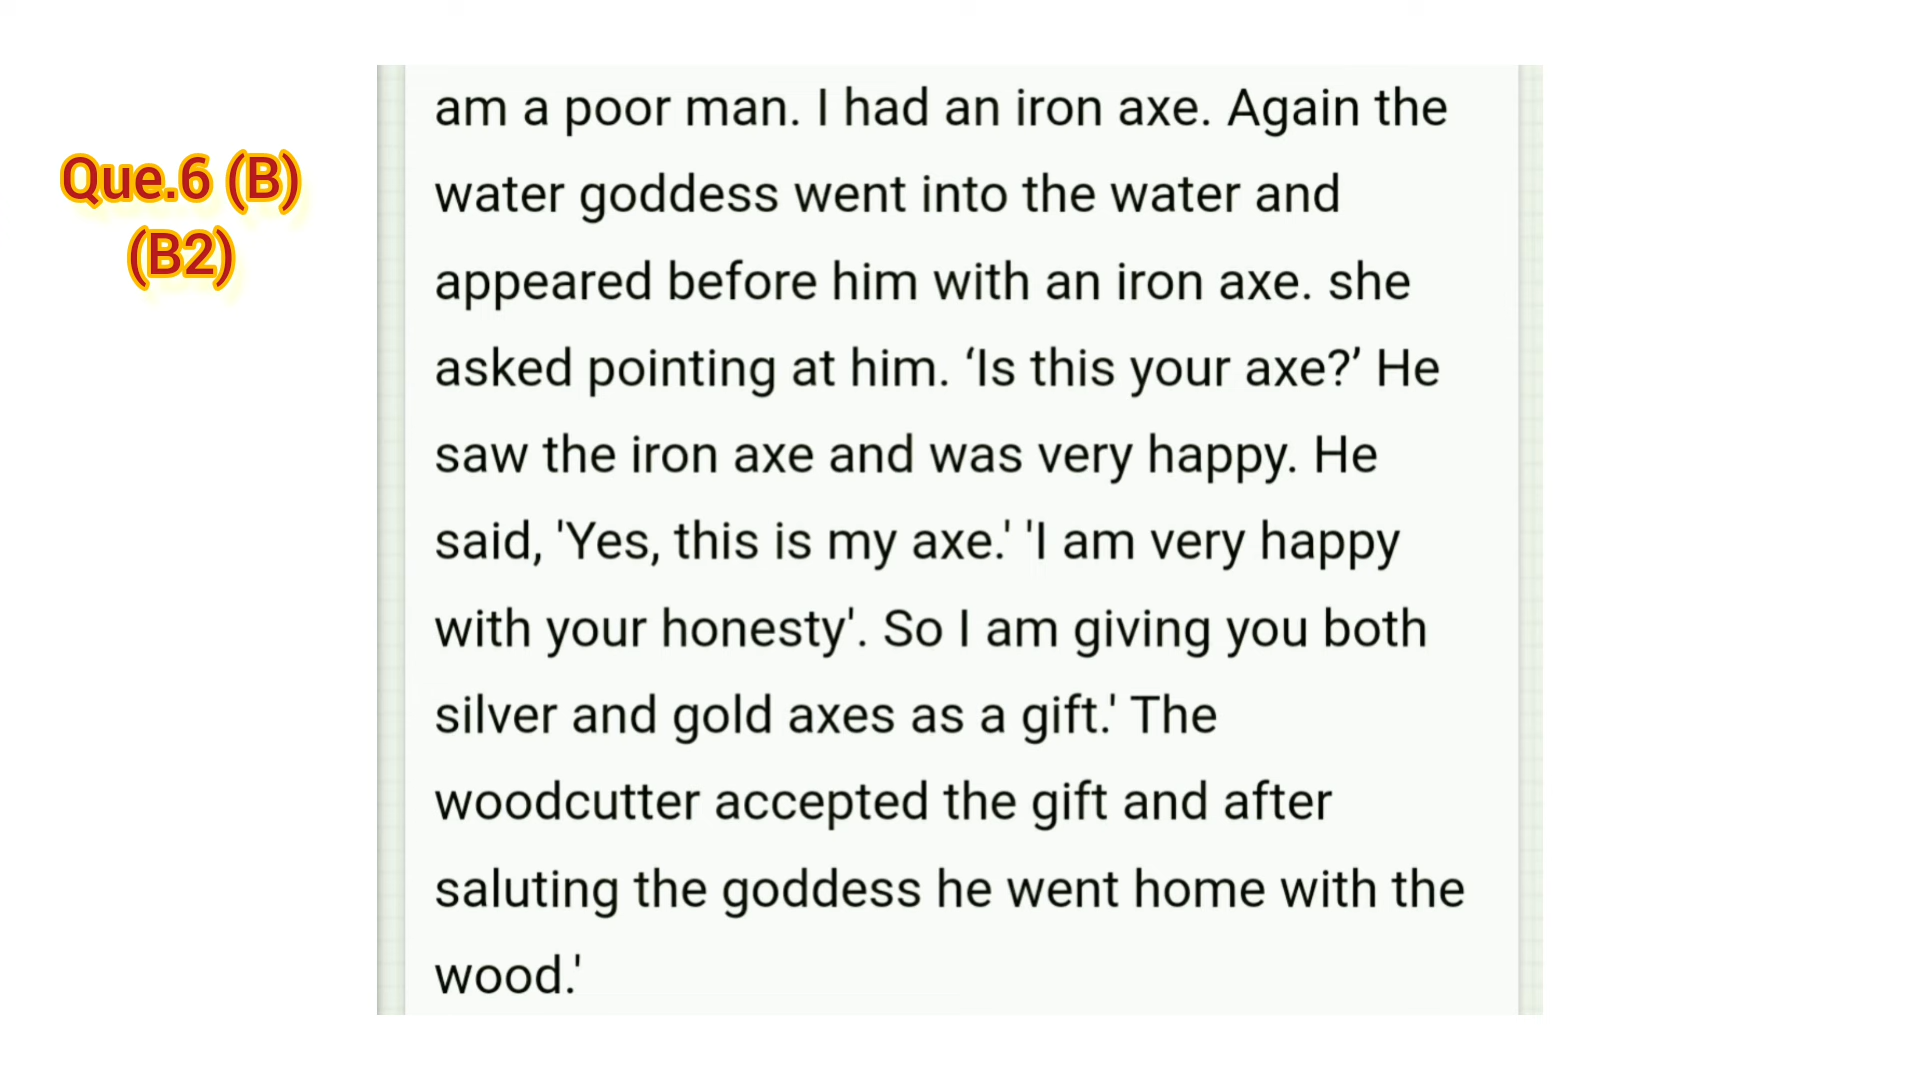 Que.6 (B)
(B2)
am a poor man. I had an iron axe. Again the
water goddess went into the water and
appeared before him with an iron axe. she
asked pointing at him. ‘Is this your axe?’ He
saw the iron axe and was very happy. He
said, 'Yes, this is my axe.' 'I am very happy
with your honesty'. So I am giving you both
silver and gold axes as a gift.' The
woodcutter accepted the gift and after
saluting the goddess he went home with the
wood.'